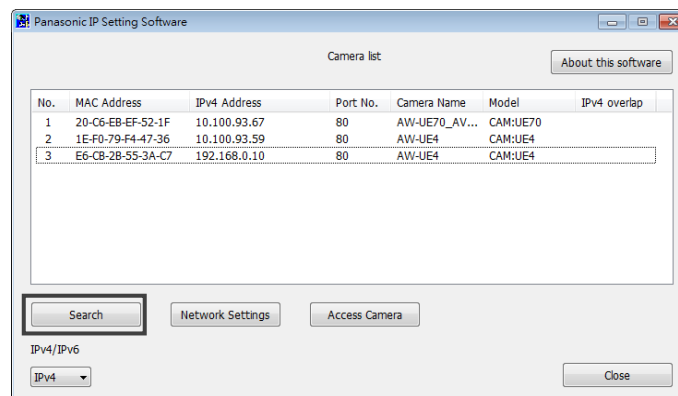 Panasonic IP Setting Software
Camera list
About this software
No. MAC Address IPv4 Address Port No. Camera Name Model IPv4 overlap
1 20-C6-EB-EF-52-1F 10.100.93.67 80 AW-UE70_AV... CAM:UE70
2 1E-F0-79-F4-47-36 10.100.93.59 80 AW-UE4 CAM:UE4
3 E6-CB-2B-55-3A-C7 192.168.0.10 80 AW-UE4 CAM:UE4
Search Network Settings Access Camera
IPv4/IPv6
IPv4 Close